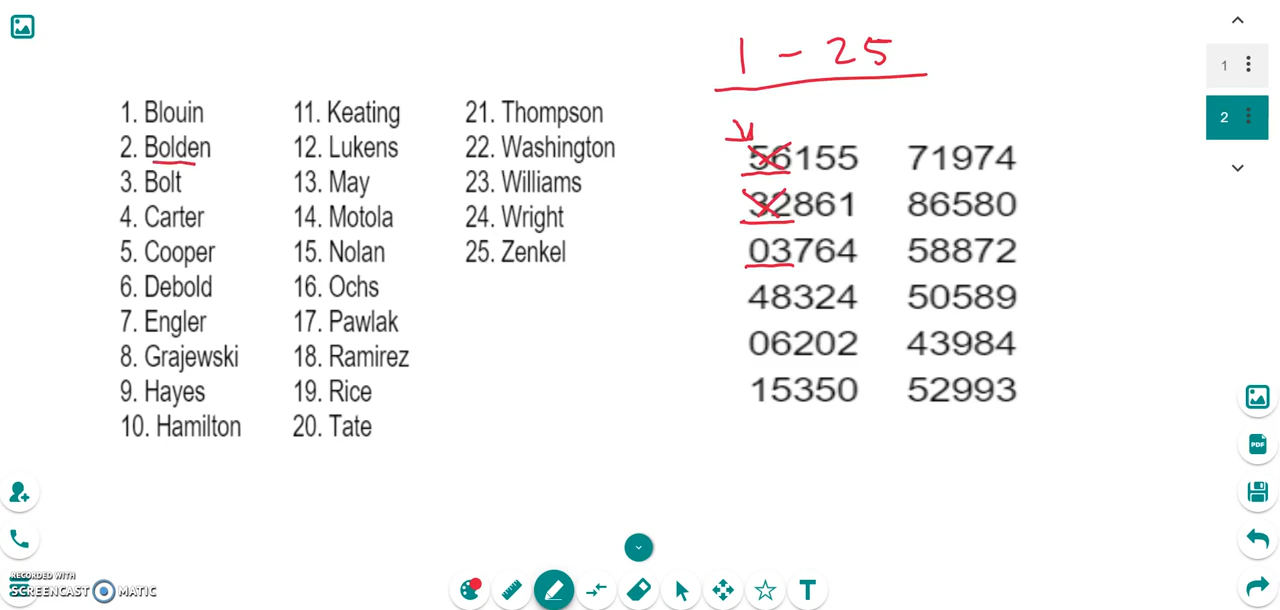 1 - 25
1. Blouin
2. Bolden
3. Bolt
4. Carter
5. Cooper
6. Debold
7. Engler
8. Grajewski
9. Hayes
10. Hamilton
11. Keating
12. Lukens
13. May
14. Motola
15. Nolan
16. Ochs
17. Pawlak
18. Ramirez
19. Rice
20. Tate
21. Thompson
22. Washington
23. Williams
24. Wright
25. Zenkel
56155 71974
32861 86580
03764 58872
48324 50589
06202 43984
15350 52993
1
2
PDF
T
RECORDED WITH
SCREENCAST MATIC